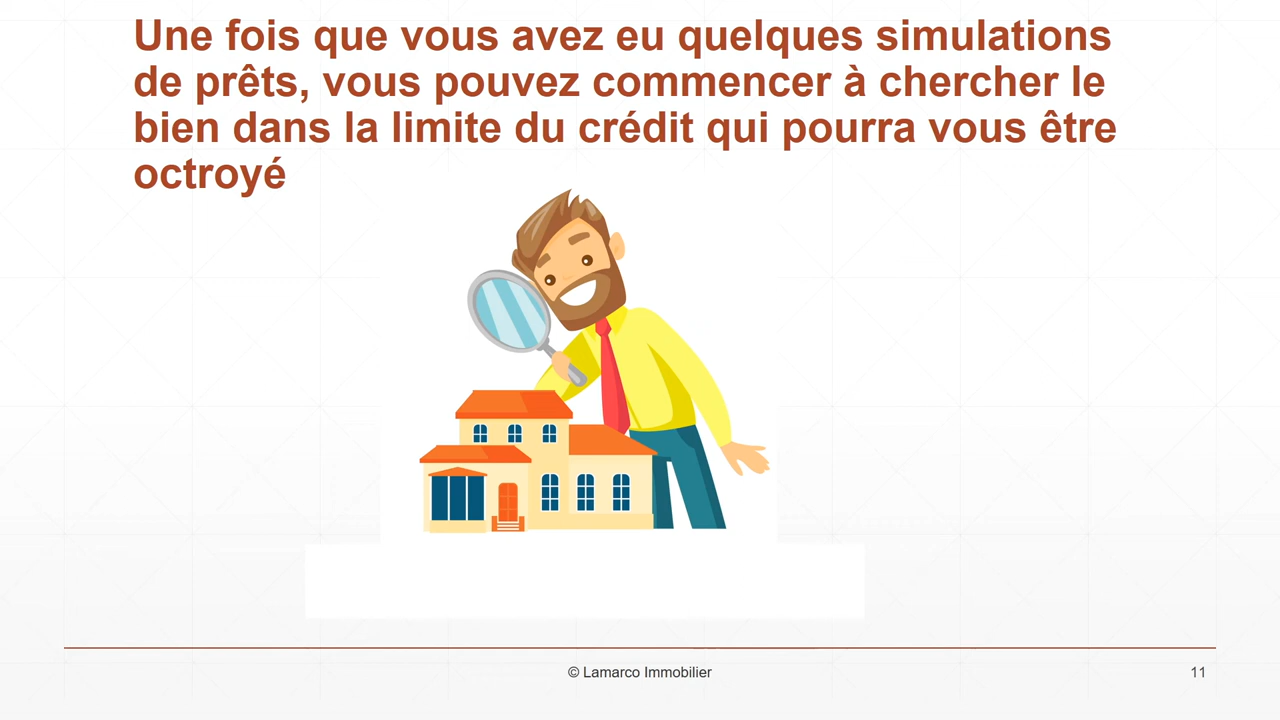 Une fois que vous avez eu quelques simulations
de prêts, vous pouvez commencer à chercher le
bien dans la limite du crédit qui pourra vous être
octroyé
© Lamarco Immobilier
11